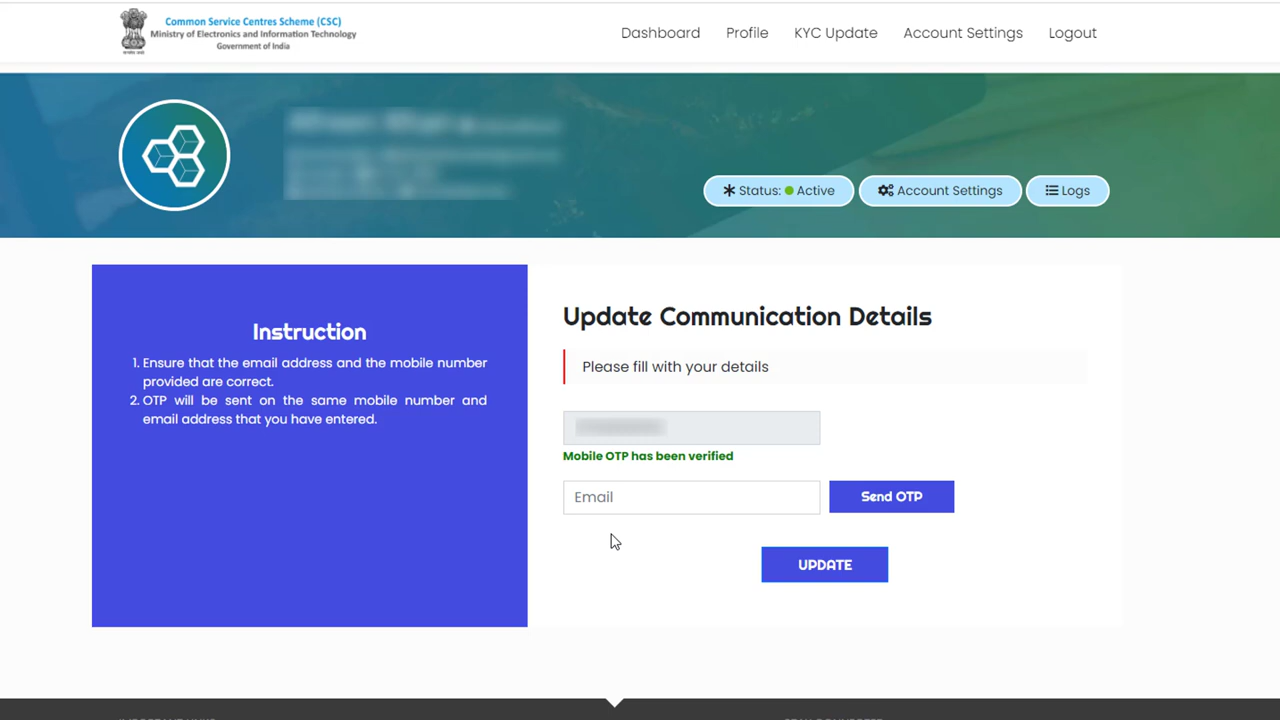 Common Service Centres Scheme (CSC)
Ministry of Electronics and Information Technology
Government of India
Dashboard Profile KYC Update Account Settings Logout
Status: Active Account Settings Logs
Instruction
1. Ensure that the email address and the mobile number
provided are correct.
2. OTP will be sent on the same mobile number and
email address that you have entered.
Update Communication Details
Please fill with your details
Mobile OTP has been verified
Email Send OTP
UPDATE